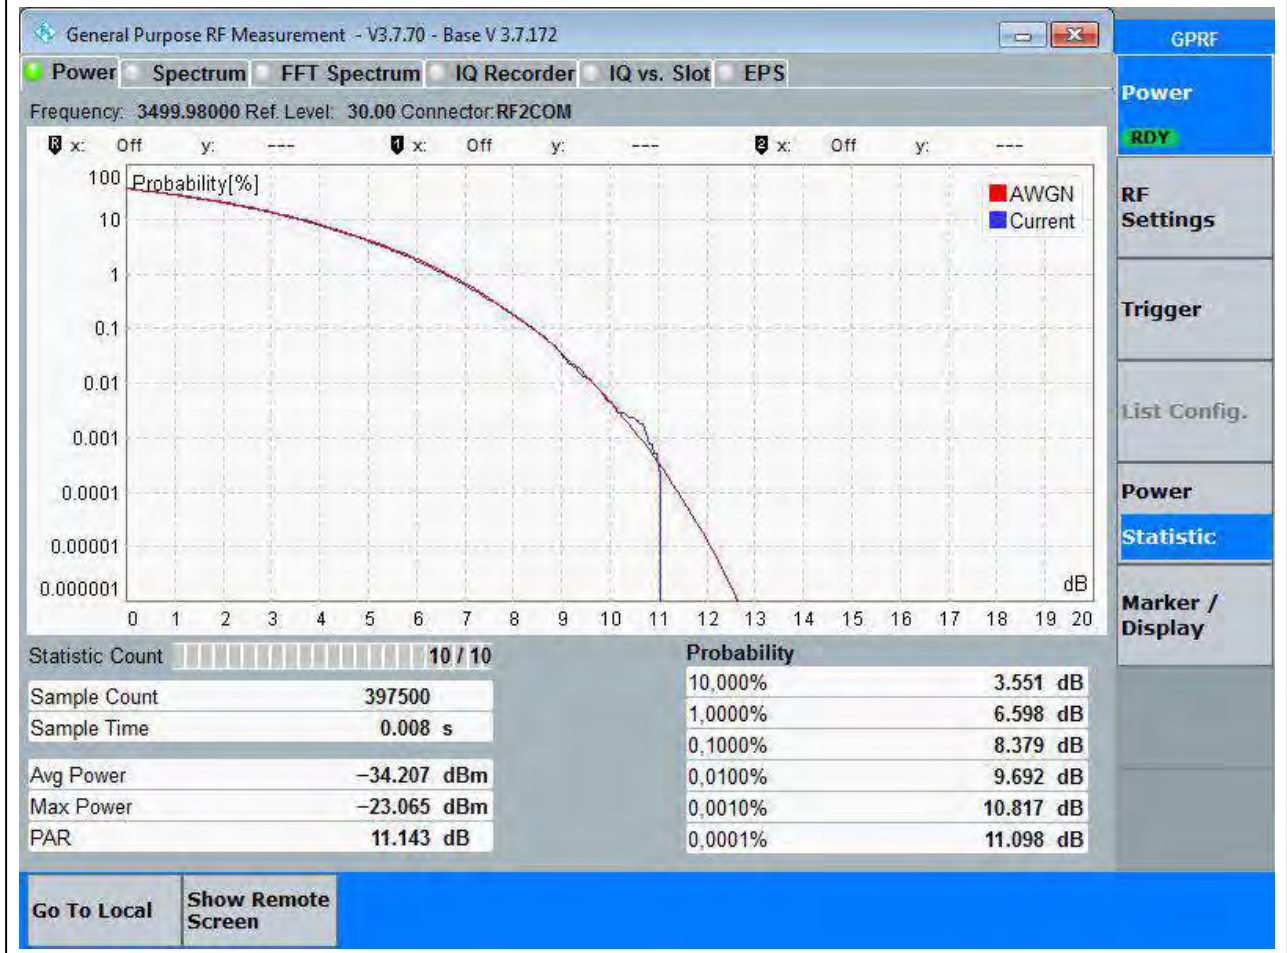 General Purpose RF Measurement - V3.7.70 - Base V 3.7.172
GPRF
Power Spectrum FFT Spectrum IQ Recorder IQ vs. Slot EPS
Frequency: 3499.98000 Ref. Level: 30.00 Connector:RF2COM
R x: Off y: --- 1 x: Off y: --- 2 x: Off y: ---
Probability[%]
AWGN
Current
100
10
1
0.1
0.01
0.001
0.0001
0.00001
0.000001
dB
0 1 2 3 4 5 6 7 8 9 10 11 12 13 14 15 16 17 18 19 20
Statistic Count 10 / 10
Sample Count 397500
Sample Time 0.008 s
Avg Power −34.207 dBm
Max Power −23.065 dBm
PAR 11.143 dB
Probability
10,000% 3.551 dB
1,0000% 6.598 dB
0,1000% 8.379 dB
0,0100% 9.692 dB
0,0010% 10.817 dB
0,0001% 11.098 dB
Power
RDY
RF
Settings
Trigger
List Config.
Power
Statistic
Marker /
Display
Go To Local
Show Remote
Screen